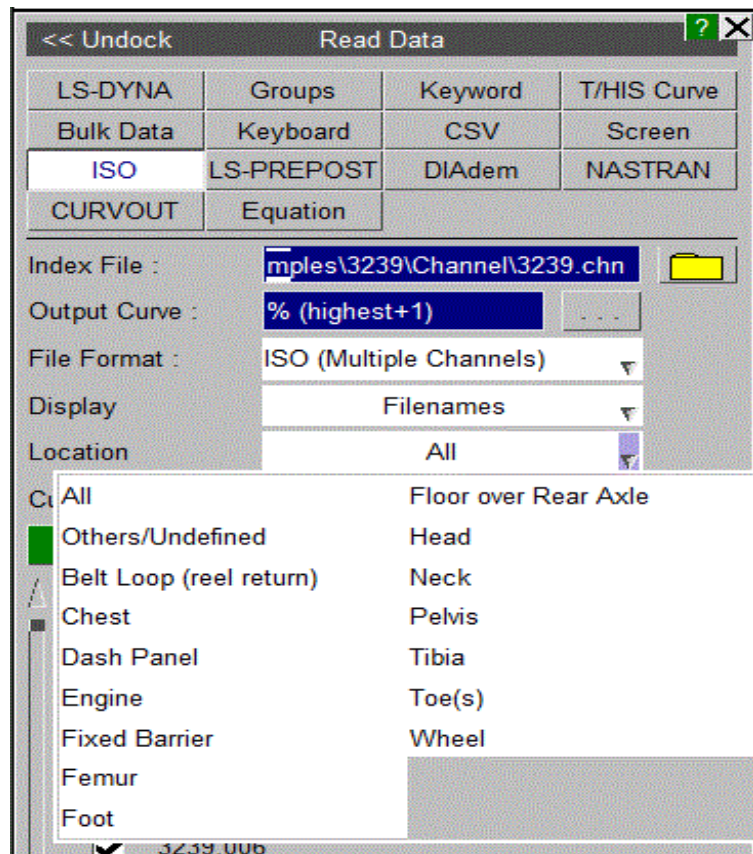 << Undock Read Data ? X
LS-DYNA Groups Keyword T/HIS Curve
Bulk Data Keyboard CSV Screen
ISO LS-PREPOST DIAdem NASTRAN
CURVOUT Equation
Index File : mples\3239\Channel\3239.chn
Output Curve : % (highest+1) . . .
File Format : ISO (Multiple Channels)
Display Filenames
Location All
Cu
All Floor over Rear Axle
Others/Undefined Head
Belt Loop (reel return) Neck
Chest Pelvis
Dash Panel Tibia
Engine Toe(s)
Fixed Barrier Wheel
Femur
Foot
3239.006